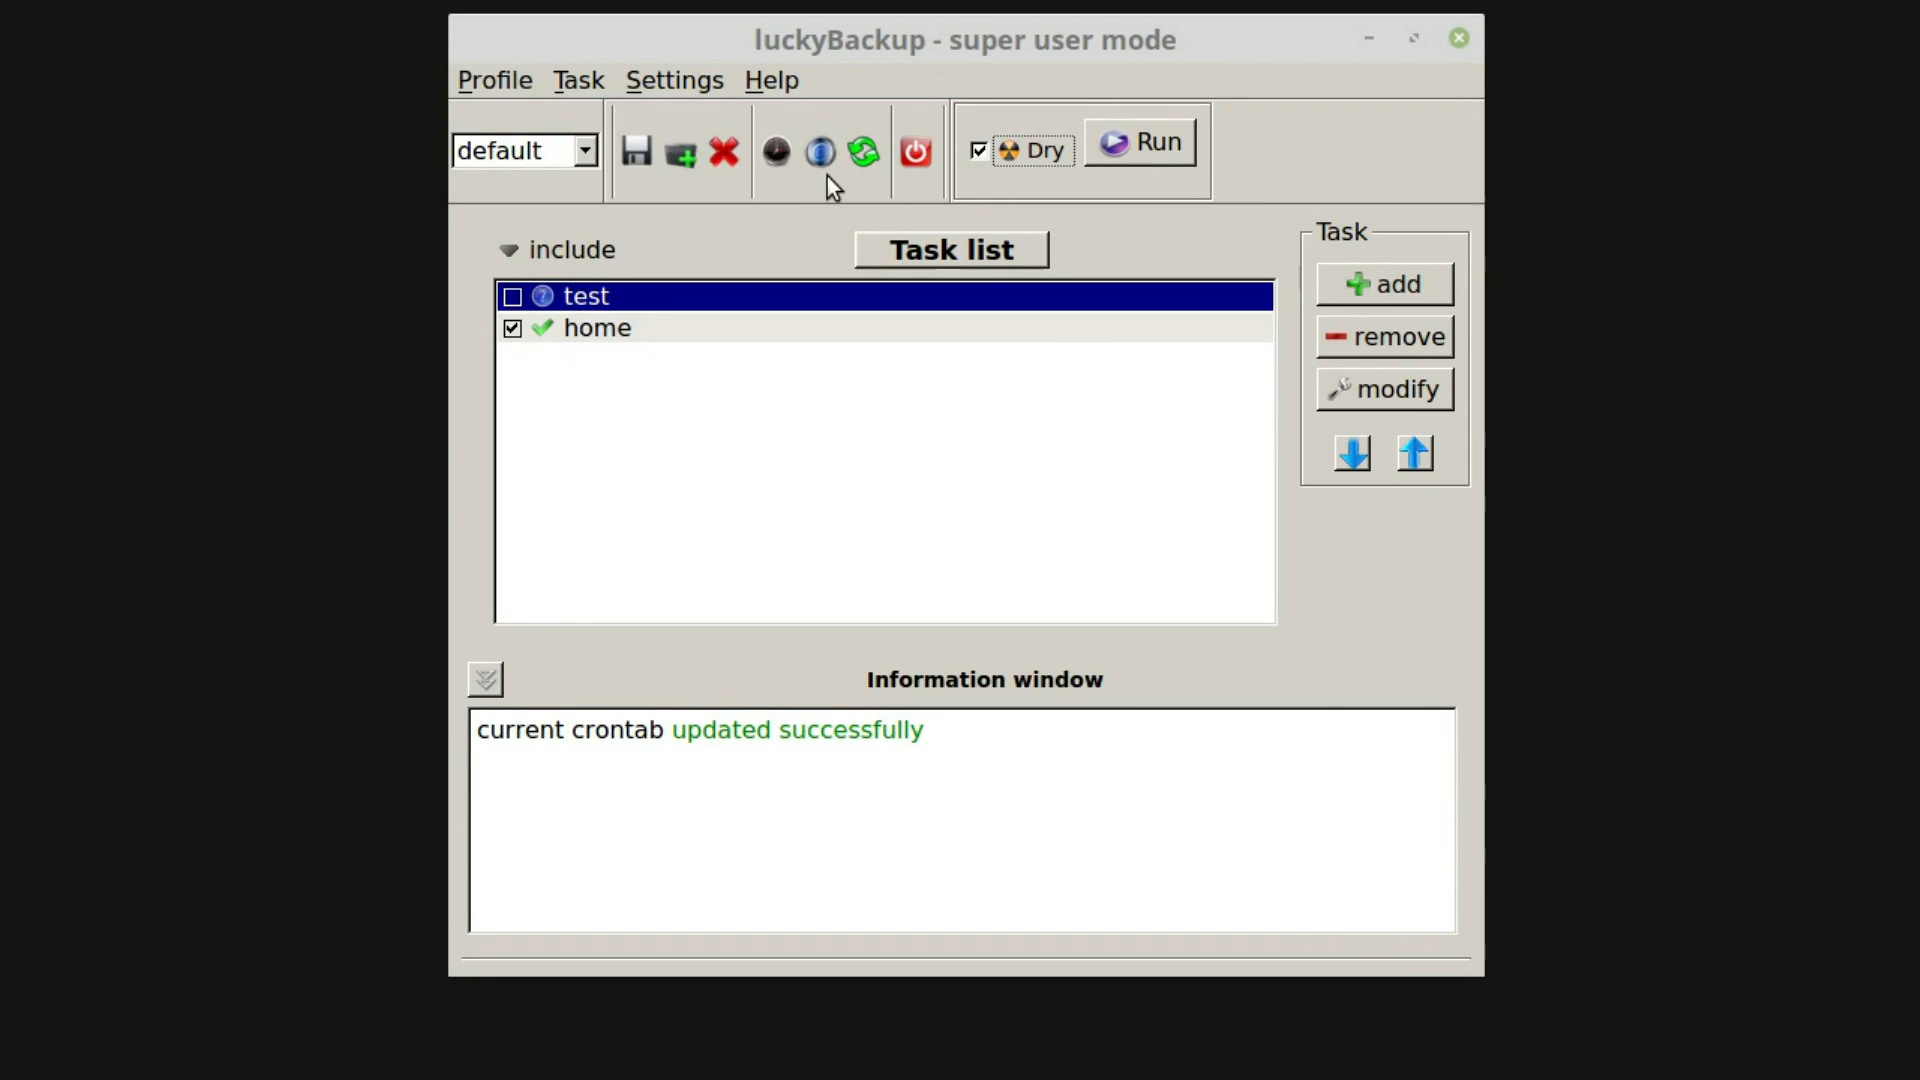 luckyBackup - super user mode
Profile Task Settings Help
default Dry Run
include Task list Task
test
home
add
remove
modify
Information window
current crontab updated successfully